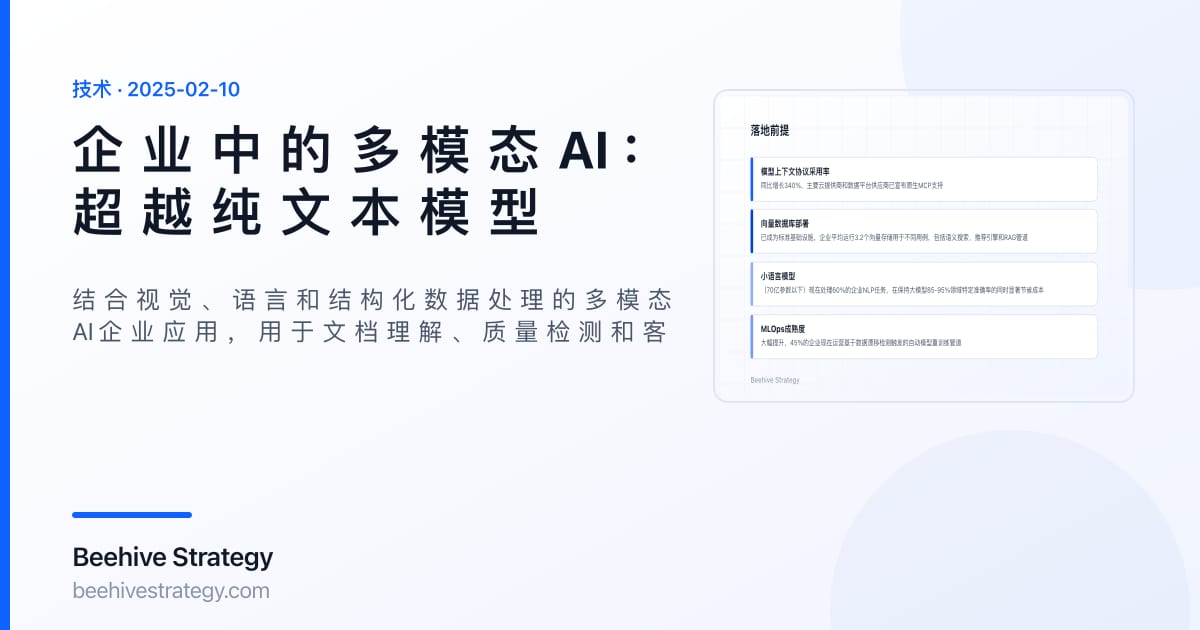 技术 · 2025-02-10
企业中的多模态AI：
超越纯文本模型
结合视觉、语言和结构化数据处理的多模态
AI企业应用，用于文档理解、质量检测和客
Beehive Strategy
beehivestrategy.com
落地前提
模型上下文协议采用率
同比增长340%，主要云提供商和数据平台供应商已宣布原生MCP支持
向量数据库部署
已成为标准基础设施，企业平均运行3.2个向量存储用于不同用例，包括语义搜索、推荐引擎和RAG管道
小语言模型
（70亿参数以下）现在处理60%的企业NLP任务，在保持大模型85-95%领域特定准确率的同时显著节省成本
MLOps成熟度
大幅提升，45%的企业现在运营基于数据漂移检测触发的自动模型重训练管道
Beehive Strategy